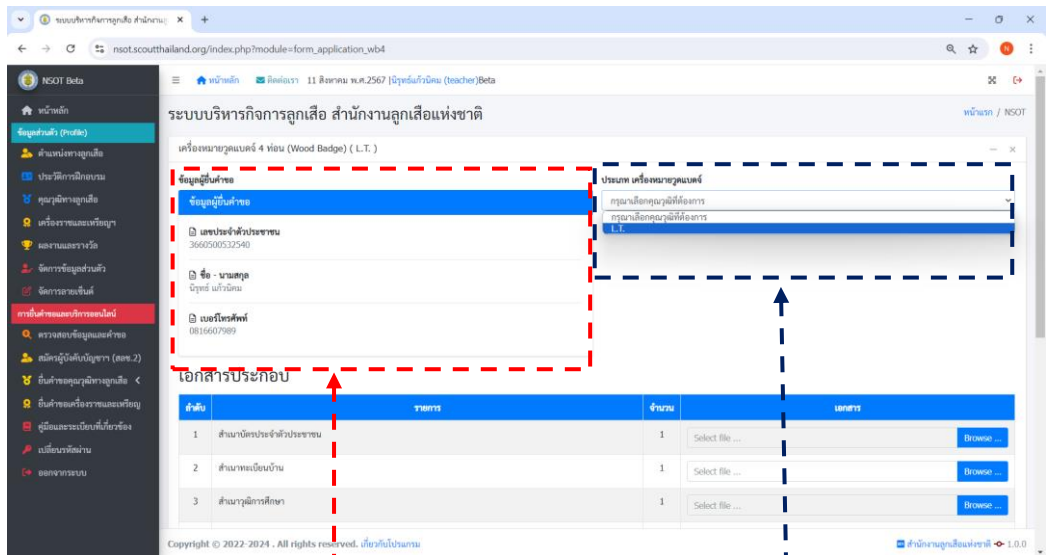 ระบบบริหารกิจการลูกเสือ สำนักงานลูก
nsot.scoutthailand.org/index.php?module=form_application_wb4
N
NSOT Beta
หน้าหลัก
ติดต่อเรา
11 สิงหาคม พ.ศ.2567 |นิรุทธ์แก้วนิคม (teacher)Beta
หน้าหลัก
ข้อมูลส่วนตัว (Profile)
ตำแหน่งทางลูกเสือ
ประวัติการฝึกอบรม
คุณวุฒิทางลูกเสือ
เครื่องราชและเหรียญฯ
ผลงานและรางวัล
จัดการข้อมูลส่วนตัว
จัดการลายเซ็นต์
การยื่นคำขอและบริการออนไลน์
ตรวจสอบข้อมูลและคำขอ
สมัครผู้บังคับบัญชาฯ (ลอช.2)
ยื่นคำขอคุณวุฒิทางลูกเสือ
ยื่นคำขอเครื่องราชและเหรียญ
คู่มือและระเบียบที่เกี่ยวข้อง
เปลี่ยนรหัสผ่าน
ออกจากระบบ
ระบบบริหารกิจการลูกเสือ สำนักงานลูกเสือแห่งชาติ
หน้าแรก / NSOT
เครื่องหมายวูดแบดจ์ 4 ท่อน (Wood Badge) ( L.T. )
ข้อมูลผู้ยื่นคำขอ
ข้อมูลผู้ยื่นคำขอ
เลขประจำตัวประชาชน
3660500532540
ชื่อ - นามสกุล
นิรุทธ์ แก้วนิคม
เบอร์โทรศัพท์
0816607989
ประเภท เครื่องหมายวูดแบดจ์
กรุณาเลือกคุณวุฒิที่ต้องการ
กรุณาเลือกคุณวุฒิที่ต้องการ
L.T.
เอกสารประกอบ
ลำดับ รายการ จำนวน เอกสาร
1 สำเนาบัตรประจำตัวประชาชน 1 Select file ... Browse ...
2 สำเนาทะเบียนบ้าน 1 Select file ... Browse ...
3 สำเนาวุฒิการศึกษา 1 Select file ... Browse ...
Copyright © 2022-2024 . All rights reserved. เกี่ยวกับโปรแกรม
สำนักงานลูกเสือแห่งชาติ 1.0.0